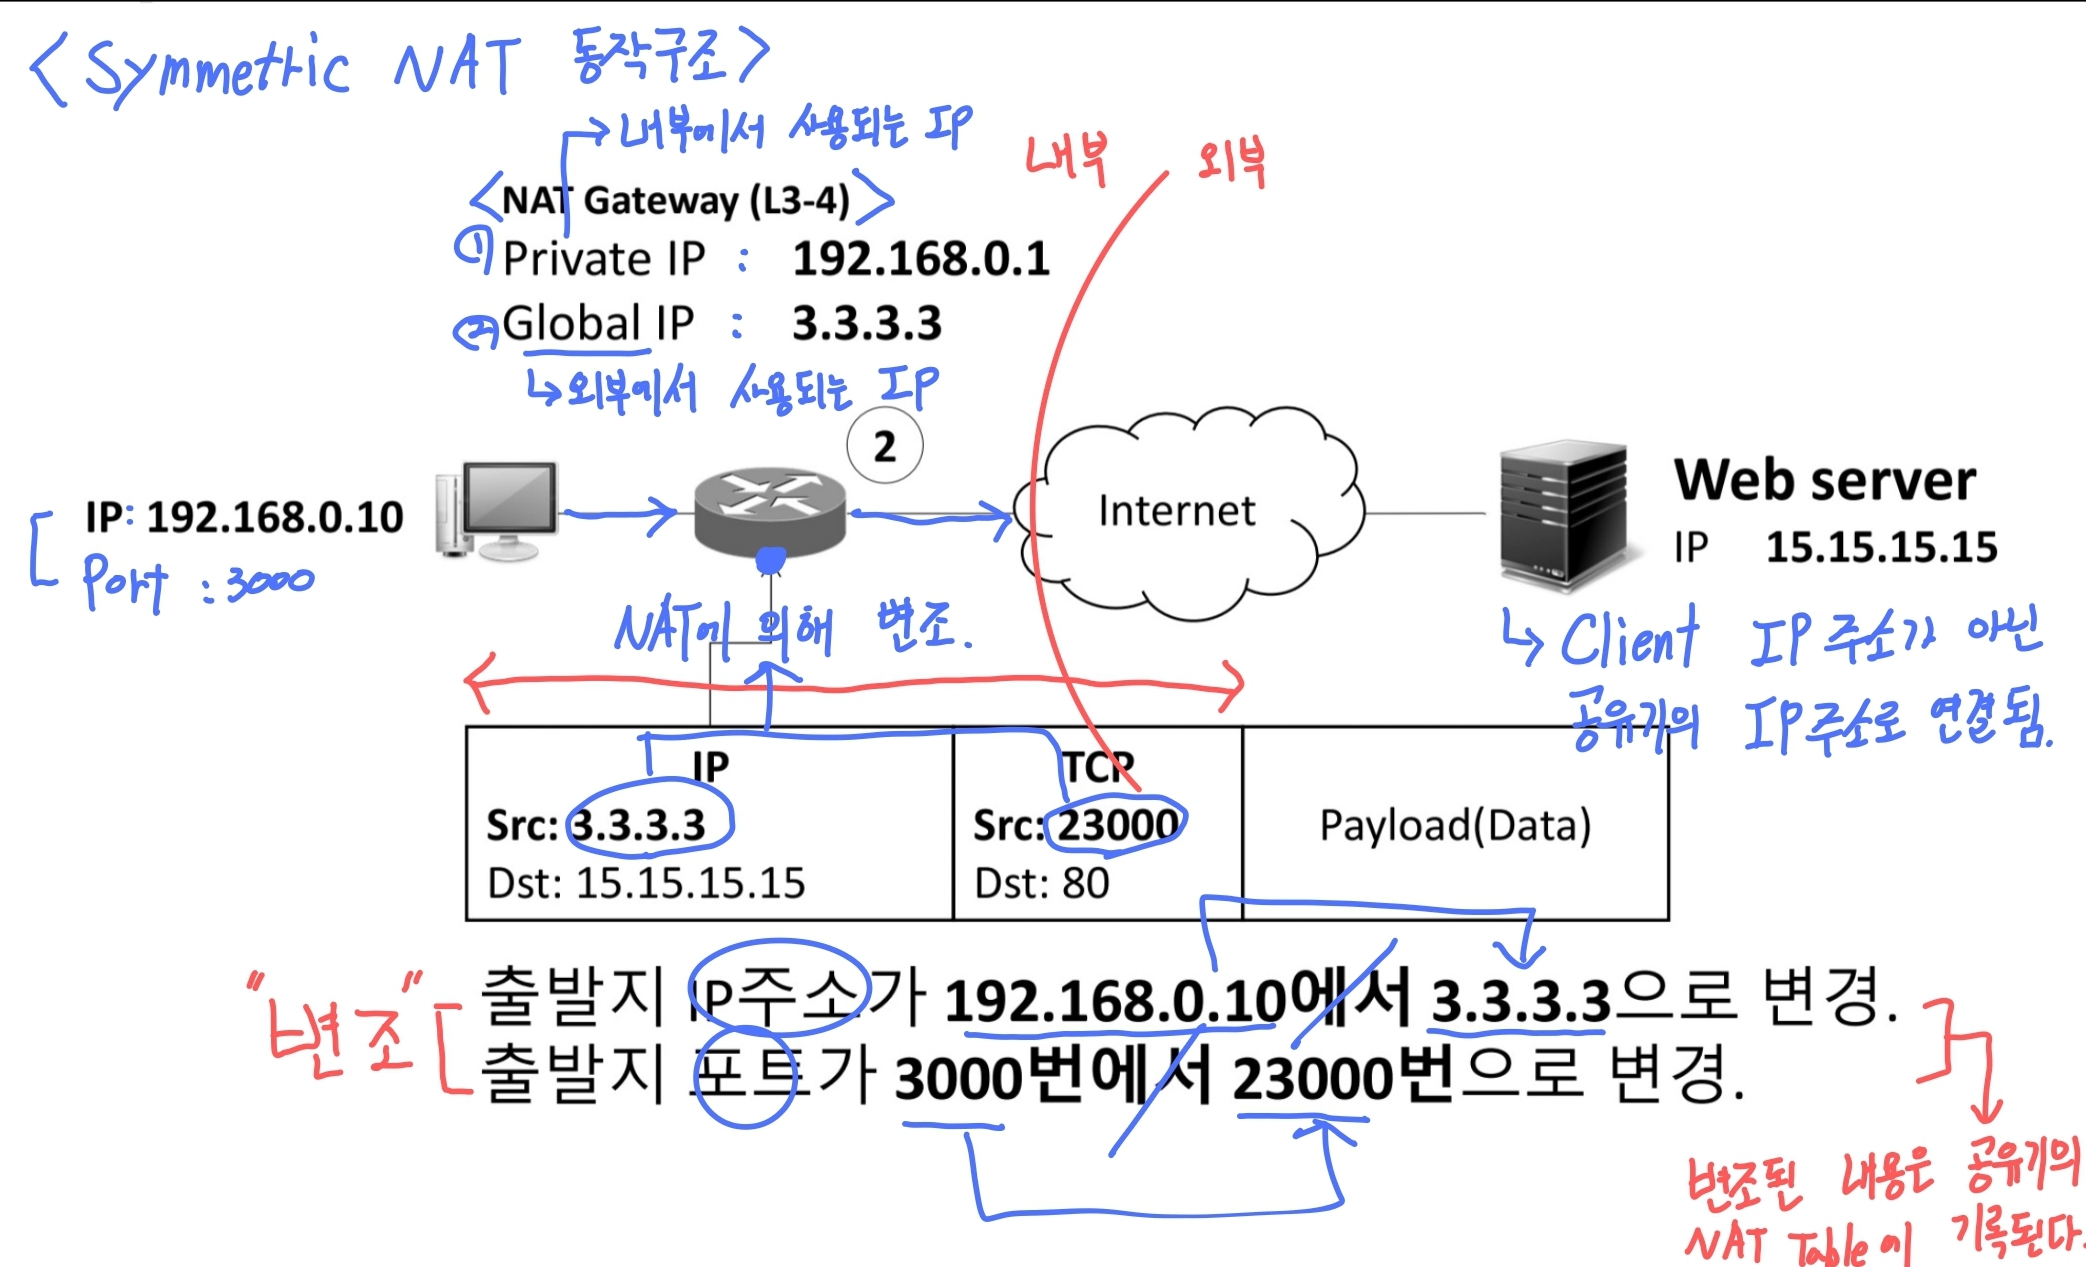 <Symmetric NAT 동작구조>
→ 내부에서 사용되는 IP
내부 외부
<NAT Gateway (L3-4)>
① Private IP : 192.168.0.1
② Global IP : 3.3.3.3
↳ 외부에서 사용되는 IP
2
IP: 192.168.0.10
Port : 3000
Internet
Web server
IP 15.15.15.15
↳ Client IP 주소가 아닌
공유기의 IP주소로 연결됨.
NAT에 의해 변조.
IP
Src: 3.3.3.3
Dst: 15.15.15.15
TCP
Src: 23000
Dst: 80
Payload(Data)
"변조"
출발지 IP주소가 192.168.0.10에서 3.3.3.3으로 변경.
출발지 포트가 3000번에서 23000번으로 변경.
변조된 내용은 공유기의
NAT Table에 기록된다.